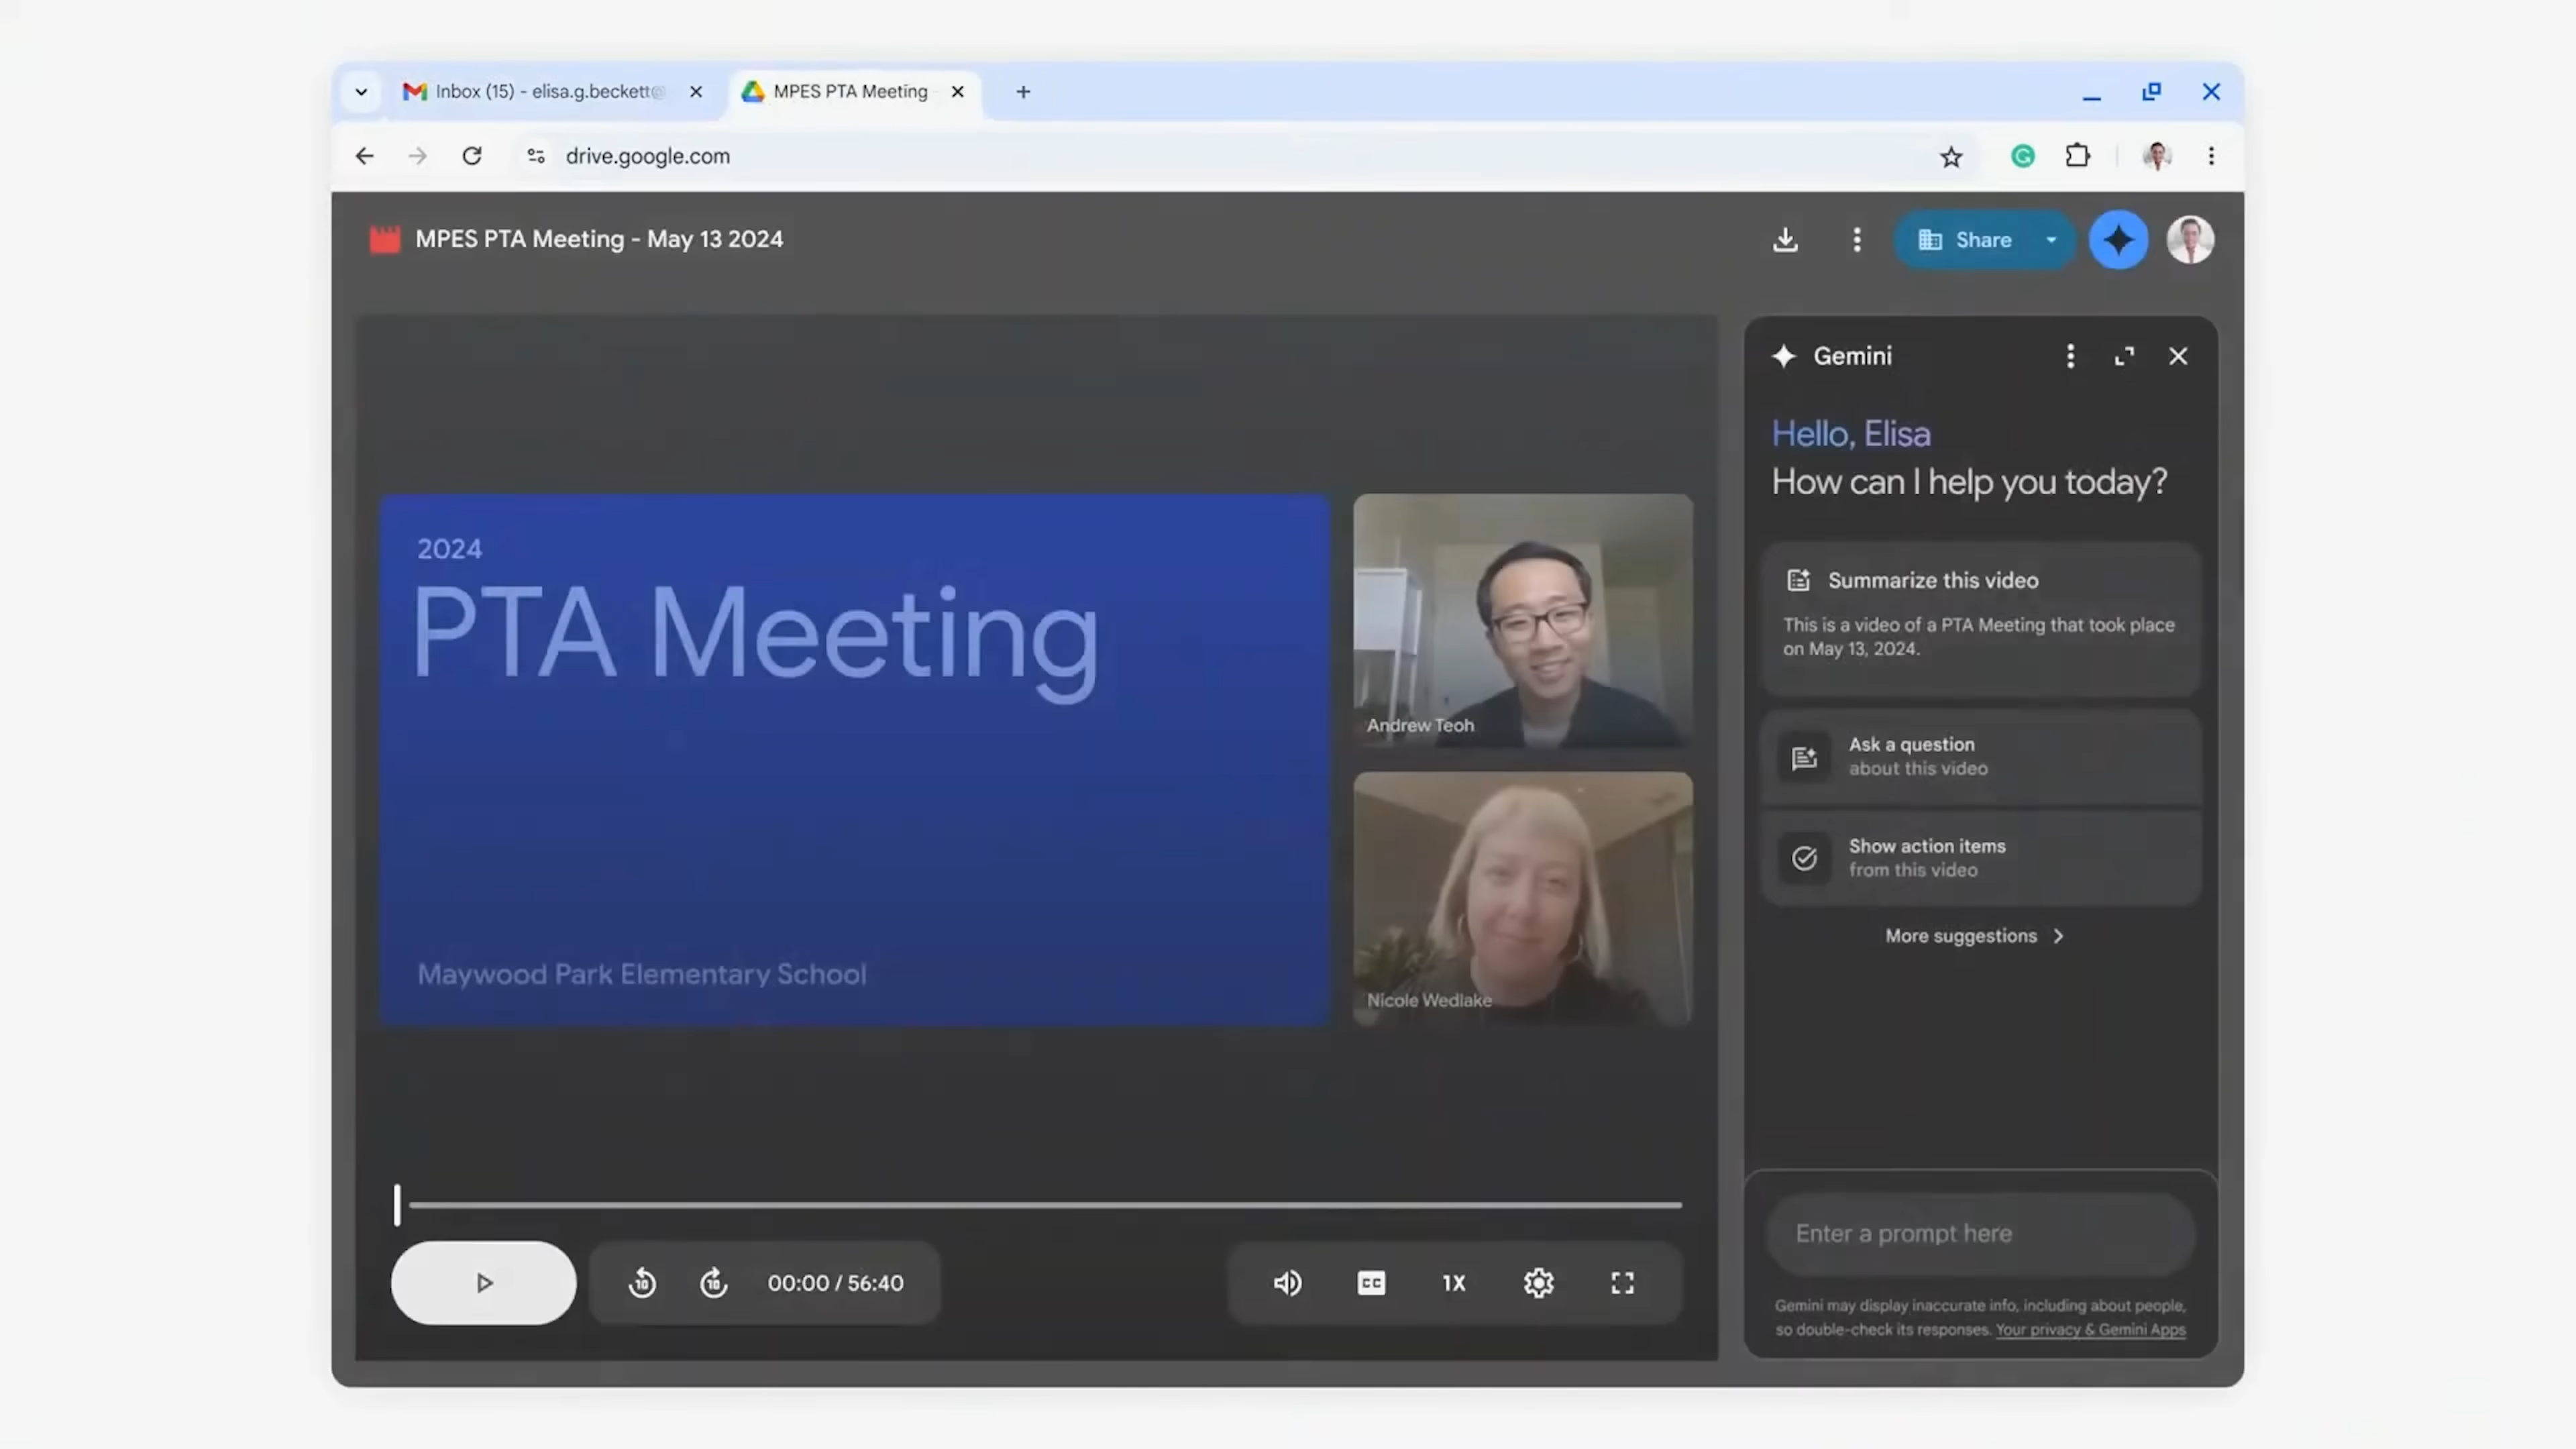 Inbox (15) - elisa.g.beckett@
MPES PTA Meeting
drive.google.com
MPES PTA Meeting - May 13 2024
Share
2024
PTA Meeting
Maywood Park Elementary School
Andrew Teoh
Nicole Wedlake
10
10
00:00 / 56:40
CC
1X
Gemini
Hello, Elisa
How can I help you today?
Summarize this video
This is a video of a PTA Meeting that took place
on May 13, 2024.
Ask a question
about this video
Show action items
from this video
More suggestions
Enter a prompt here
Gemini may display inaccurate info, including about people,
so double-check its responses. Your privacy & Gemini Apps